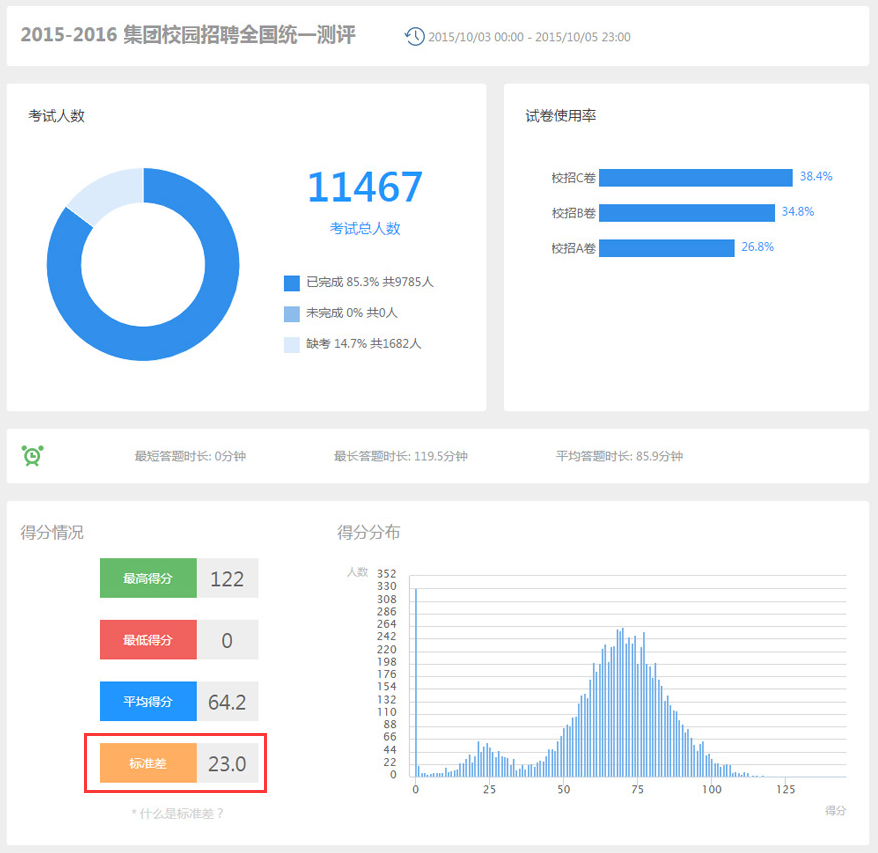 2015-2016 集团校园招聘全国统一测评
2015/10/03 00:00 - 2015/10/05 23:00
考试人数
11467
考试总人数
已完成 85.3% 共9785人
未完成 0% 共0人
缺考 14.7% 共1682人
试卷使用率
校招C卷 38.4%
校招B卷 34.8%
校招A卷 26.8%
最短答题时长: 0分钟
最长答题时长: 119.5分钟
平均答题时长: 85.9分钟
得分情况
最高得分 122
最低得分 0
平均得分 64.2
标准差 23.0
* 什么是标准差？
得分分布
人数
352
330
308
286
264
242
220
198
176
154
132
110
88
66
44
22
0
0 25 50 75 100 125
得分